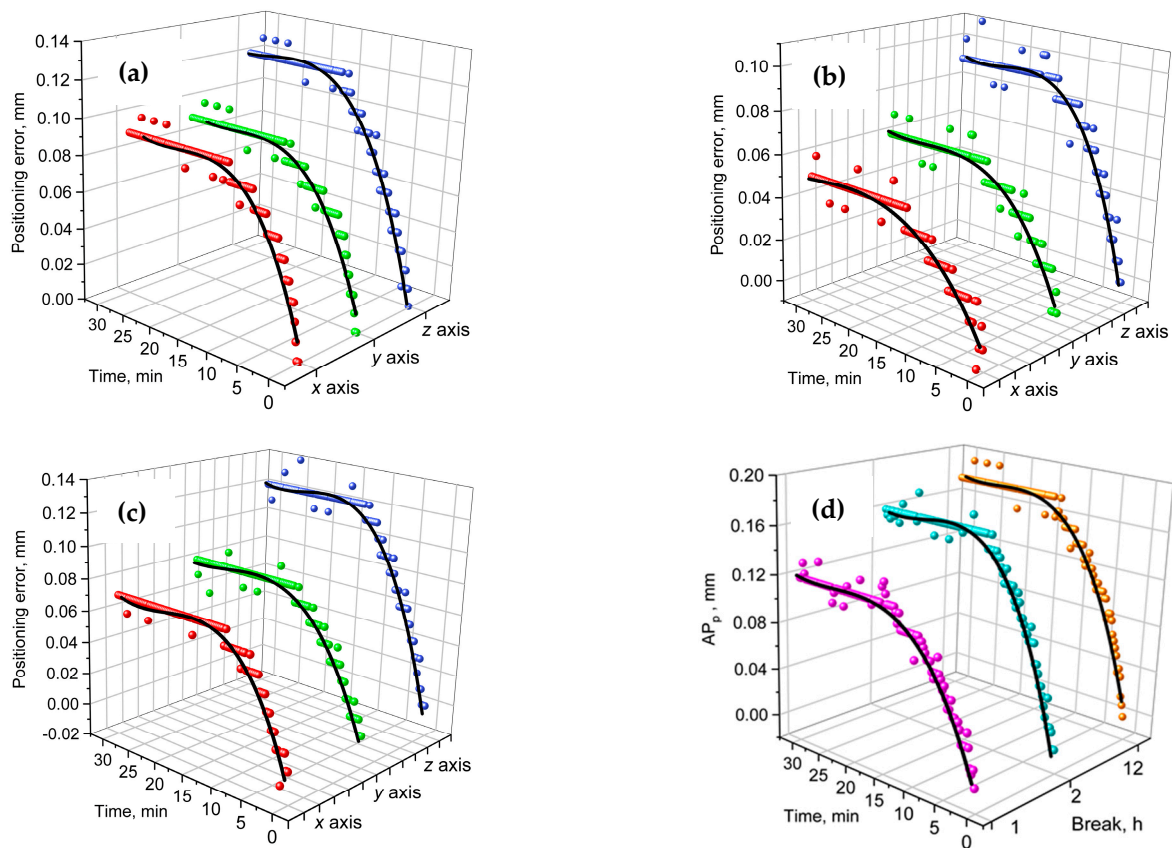 (a)
Positioning error, mm
0.14
0.12
0.10
0.08
0.06
0.04
0.02
0.00
30
25
20
15
10
5
0
Time, min
x axis
y axis
z axis
(b)
Positioning error, mm
0.10
0.08
0.06
0.04
0.02
0.00
30
25
20
15
10
5
0
Time, min
x axis
y axis
z axis
(c)
Positioning error, mm
0.14
0.12
0.10
0.08
0.06
0.04
0.02
0.00
-0.02
30
25
20
15
10
5
0
Time, min
x axis
y axis
z axis
(d)
APp, mm
0.20
0.16
0.12
0.08
0.04
0.00
30
25
20
15
10
5
0
Time, min
1
2
12
Break, h